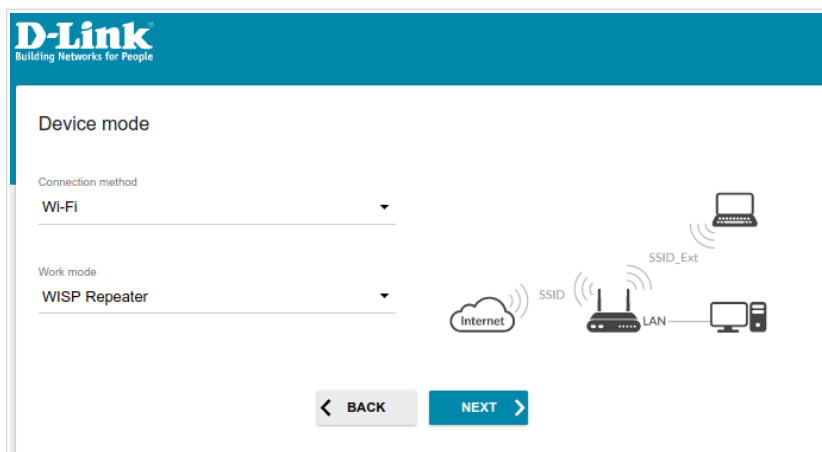 D-Link
Building Networks for People
Device mode
Connection method
Wi-Fi
Work mode
WISP Repeater
SSID_Ext
SSID
Internet
LAN
BACK
NEXT